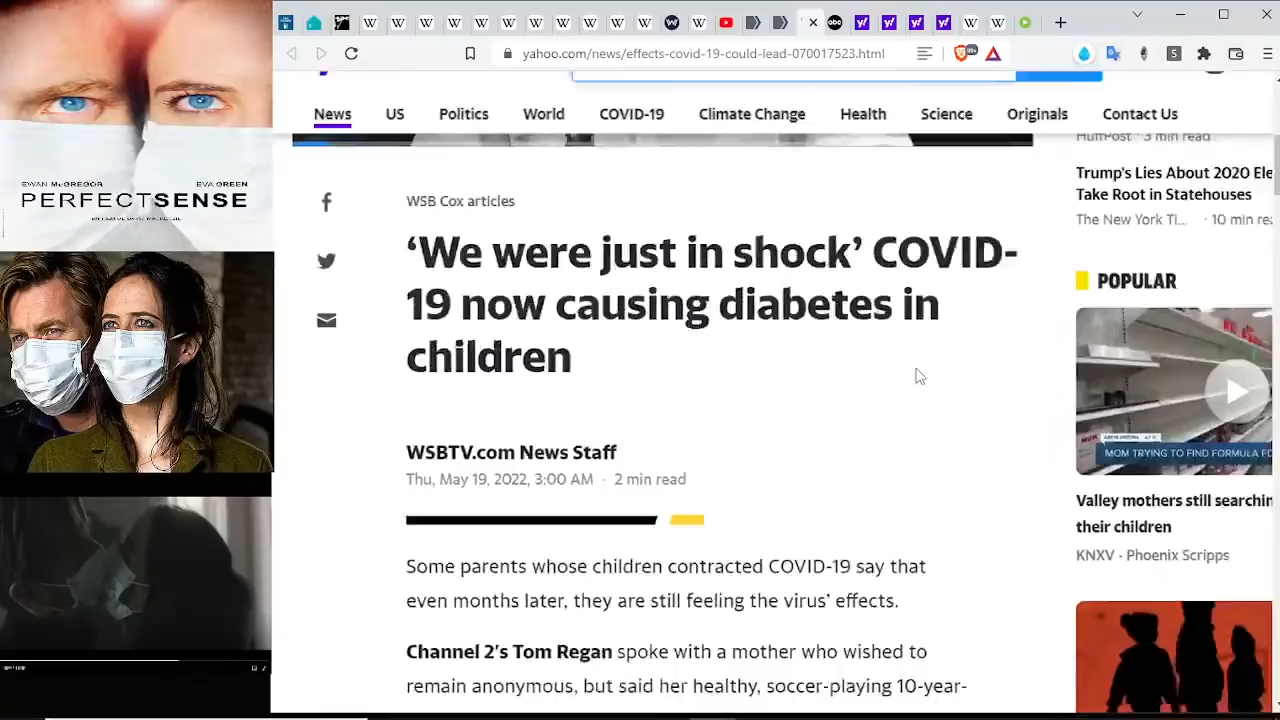 yahoo.com/news/effects-covid-19-could-lead-070017523.html
News US Politics World COVID-19 Climate Change Health Science Originals Contact Us
HuffPost · 3 min read
Trump's Lies About 2020 Ele
Take Root in Statehouses
The New York Ti... · 10 min rea
WSB Cox articles
‘We were just in shock’ COVID-
19 now causing diabetes in
children
WSBTV.com News Staff
Thu, May 19, 2022, 3:00 AM · 2 min read
Some parents whose children contracted COVID-19 say that
even months later, they are still feeling the virus’ effects.
Channel 2's Tom Regan spoke with a mother who wished to
remain anonymous, but said her healthy, soccer-playing 10-year-
POPULAR
MOM TRYING TO FIND FORMULA FO
Valley mothers still searchin
their children
KNXV · Phoenix Scripps
EWAN McGREGOR EVA GREEN
PERFECTSENSE